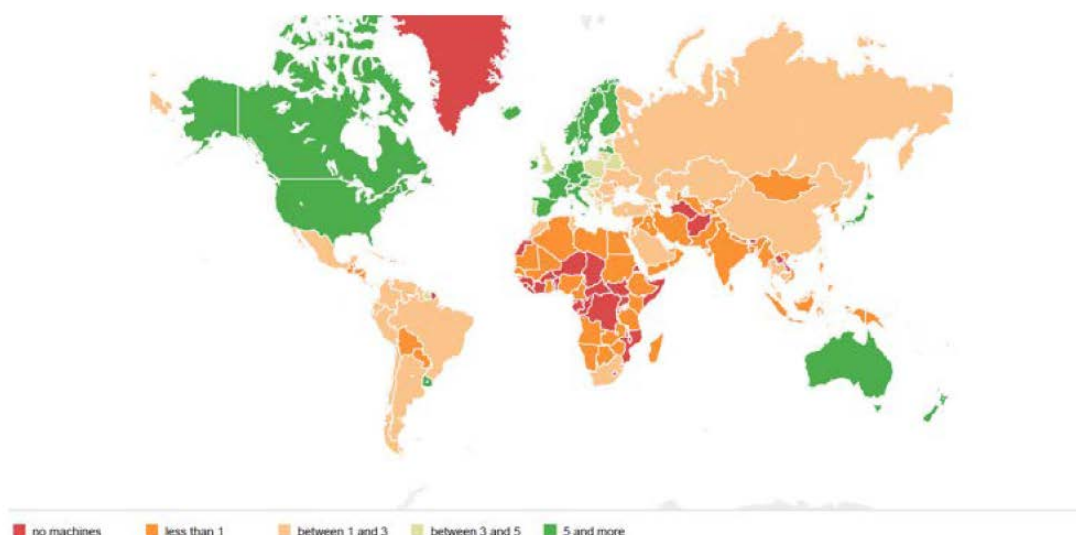 no machines less than 1 between 1 and 3 between 3 and 5 5 and more